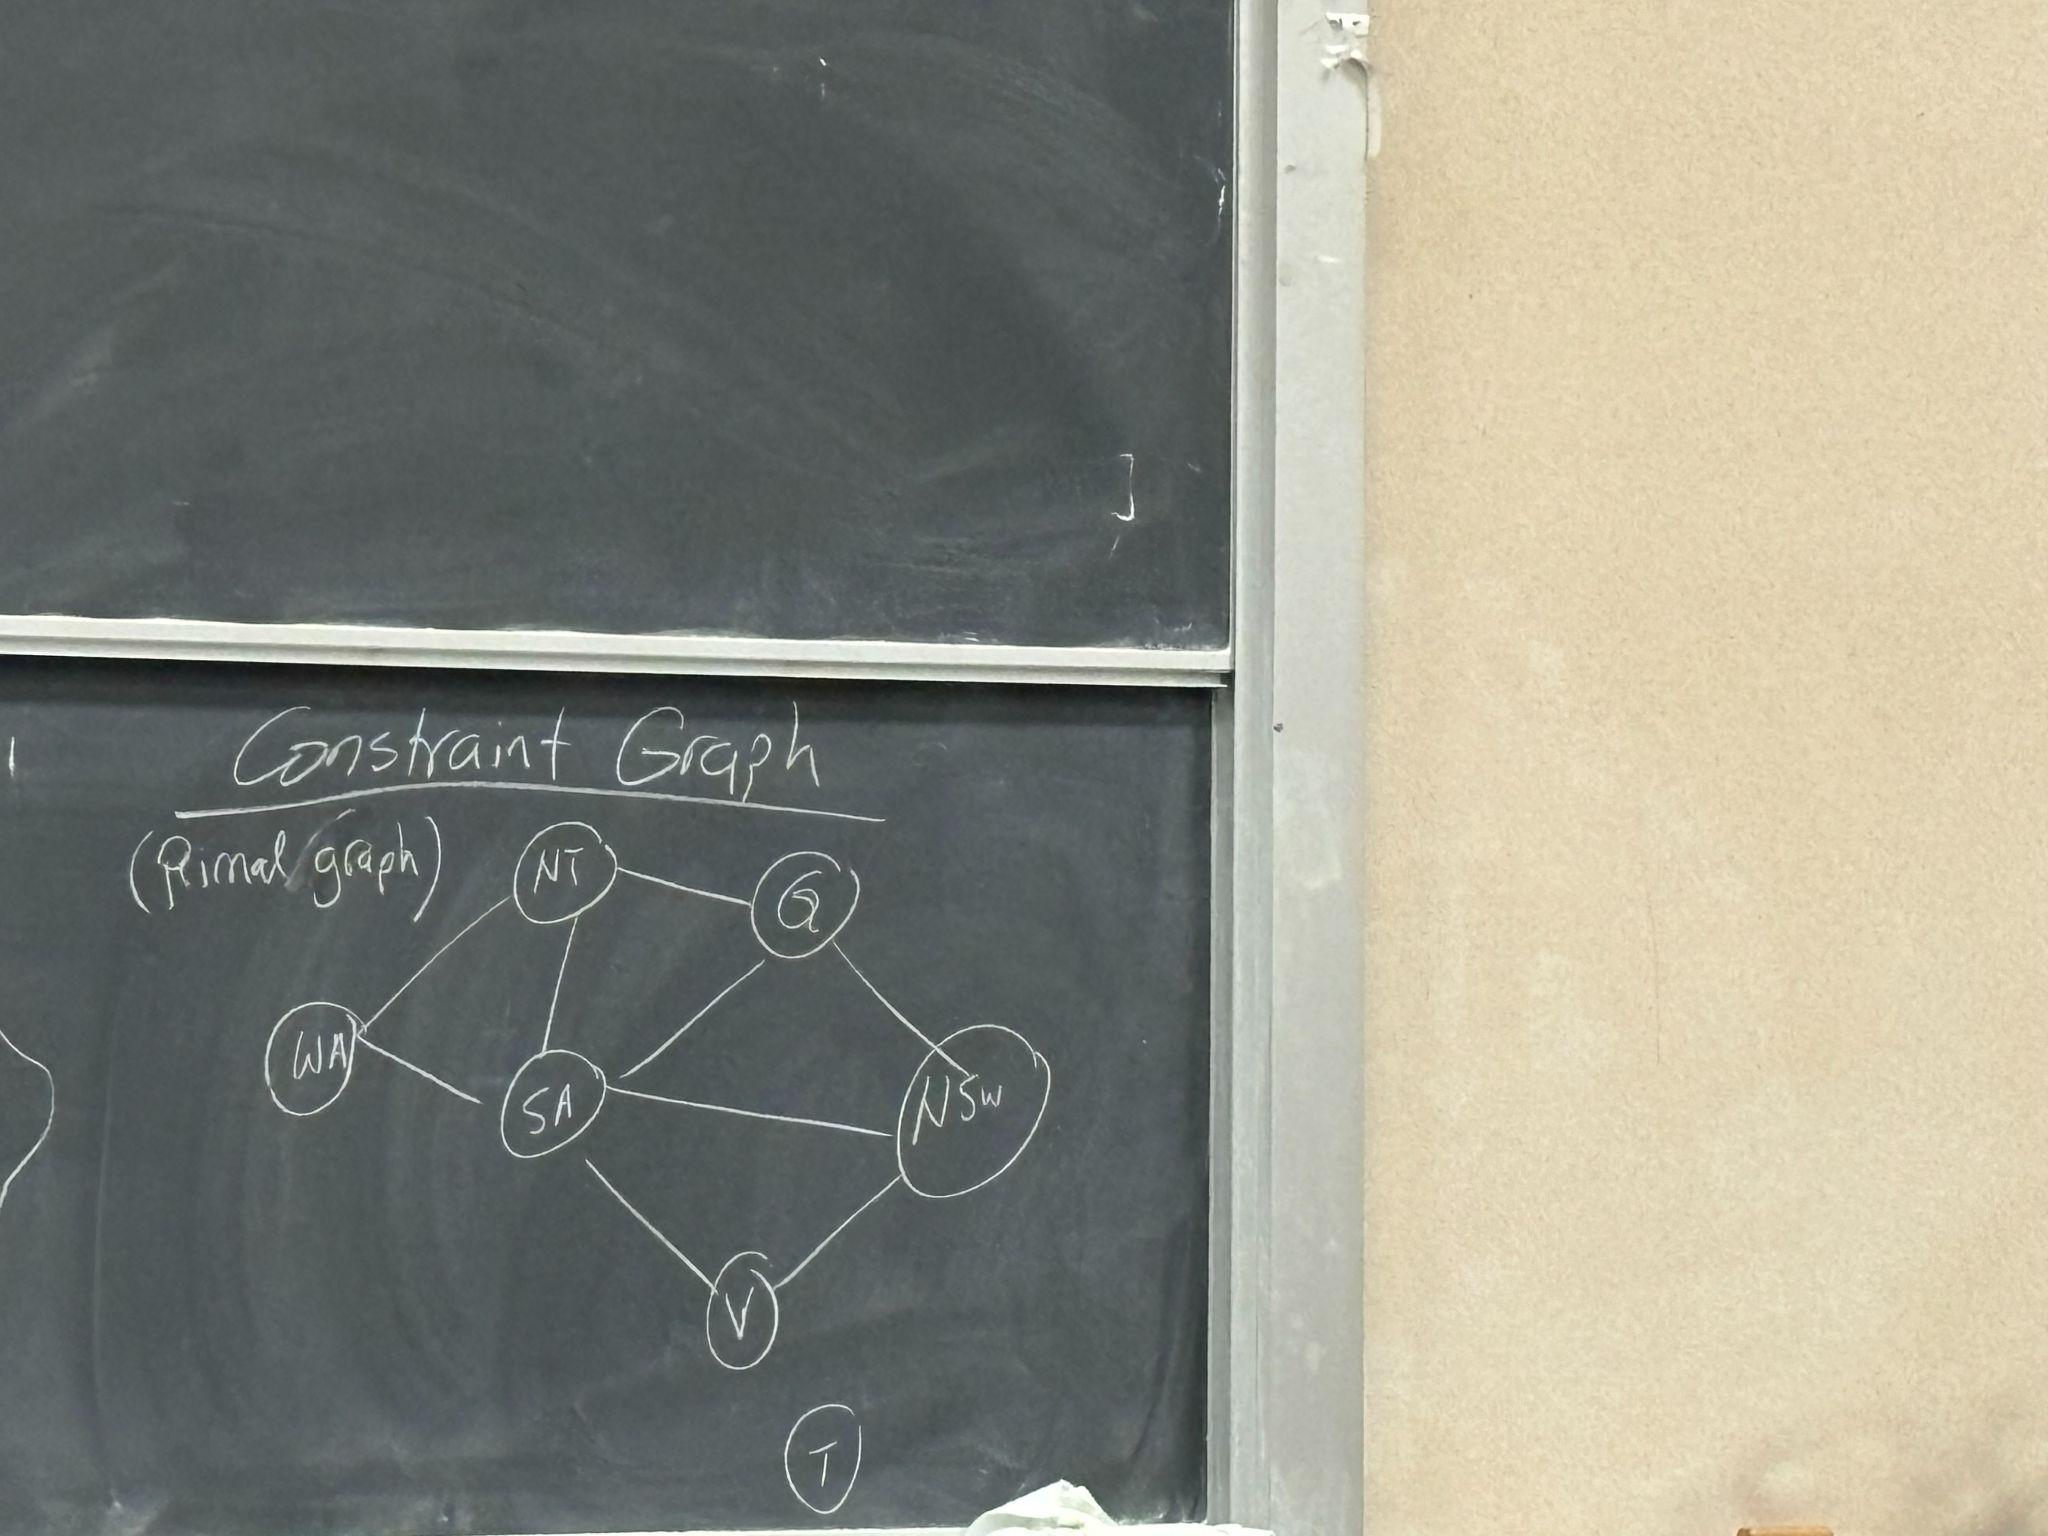 ]
Constraint Graph
(Primal graph)
NT
Q
WA
SA
NSW
V
T